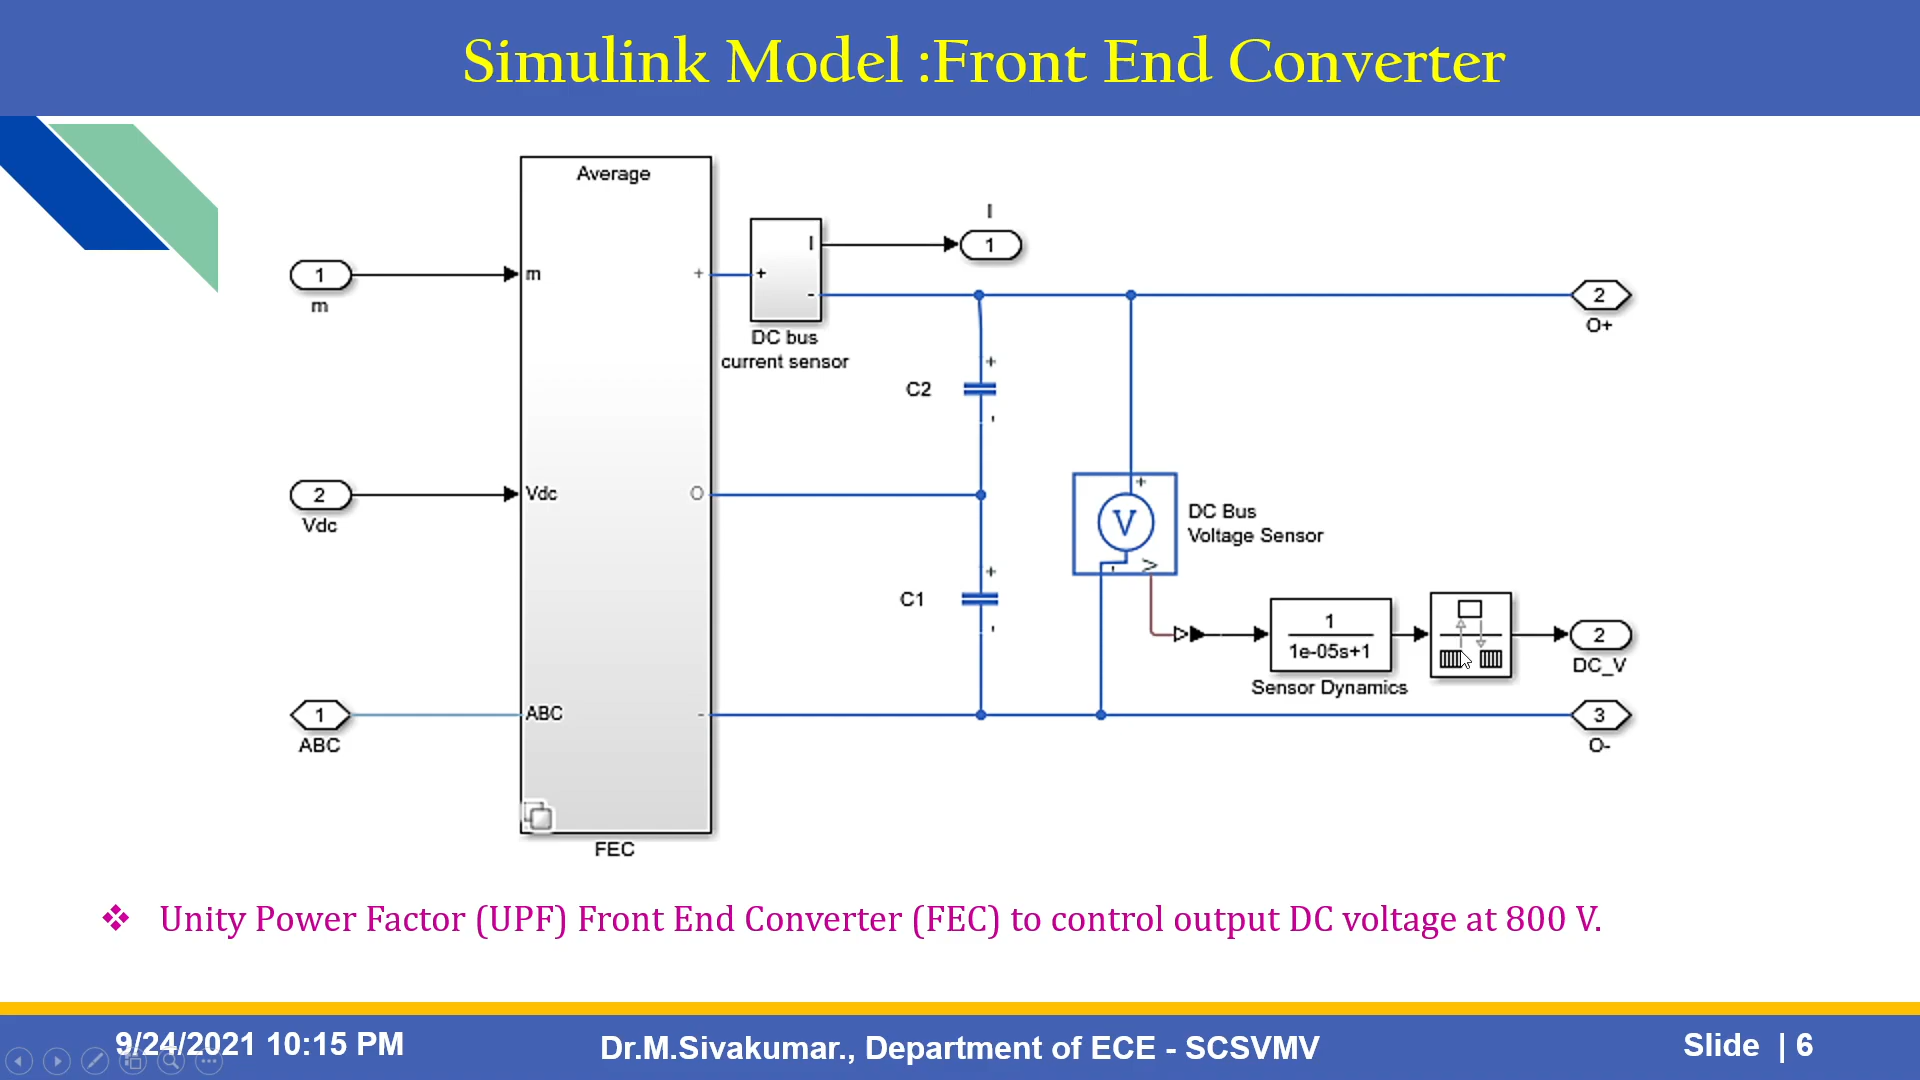 Simulink Model :Front End Converter
Average
I
1
I
1
m
m
+
+
-
DC bus
current sensor
2
O+
+
C2
-
2
Vdc
Vdc
O
+
V
-
V
DC Bus
Voltage Sensor
+
C1
-
1
1e-05s+1
Sensor Dynamics
2
DC_V
1
ABC
ABC
-
3
O-
FEC
❖ Unity Power Factor (UPF) Front End Converter (FEC) to control output DC voltage at 800 V.
9/24/2021 10:15 PM
Dr.M.Sivakumar., Department of ECE - SCSVMV
Slide | 6